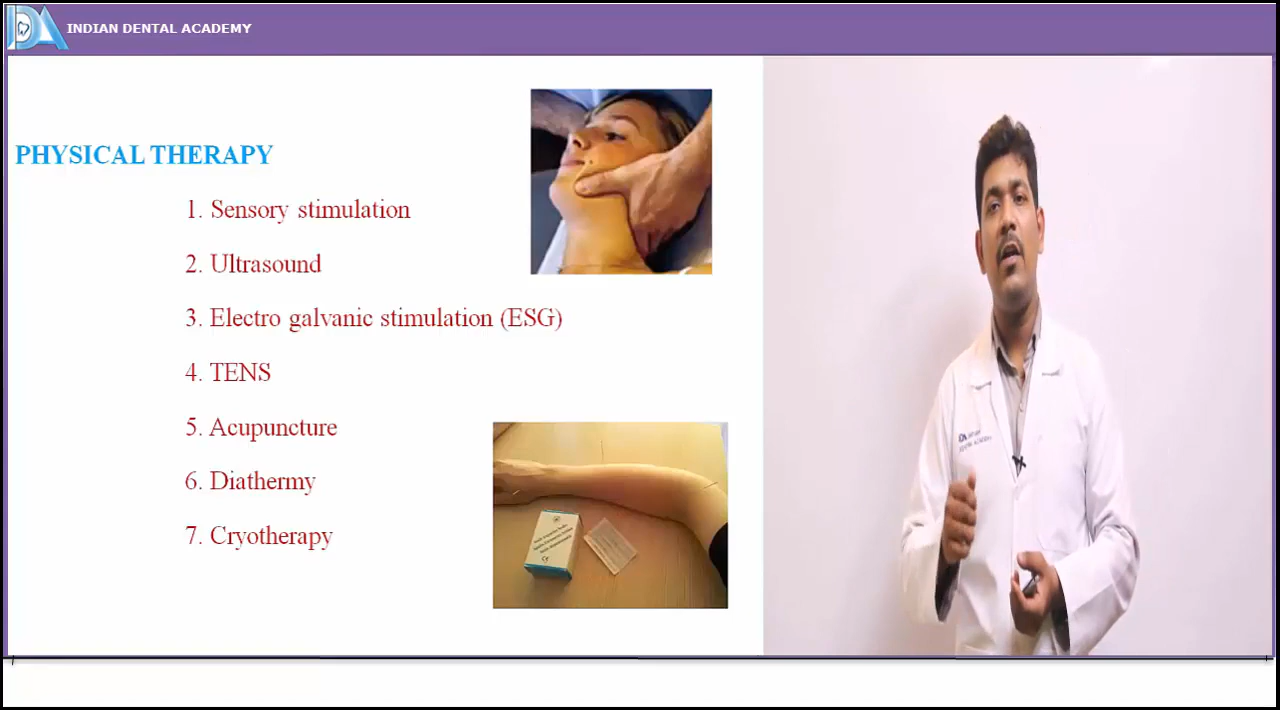 IDA
INDIAN DENTAL ACADEMY
PHYSICAL THERAPY
1. Sensory stimulation
2. Ultrasound
3. Electro galvanic stimulation (ESG)
4. TENS
5. Acupuncture
6. Diathermy
7. Cryotherapy